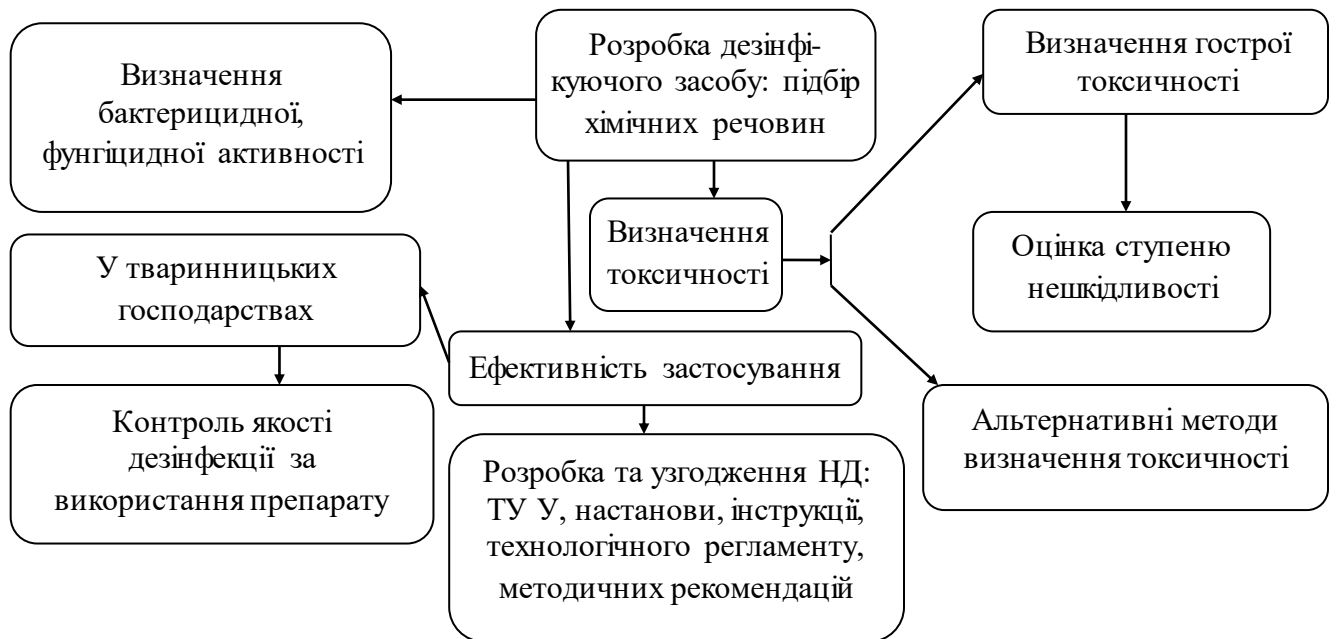 Розробка дезінфі-
куючого засобу: підбір
хімічних речовин
Визначення
бактерицидної,
фунгіцидної активності
Визначення гострої
токсичності
Визначення
токсичності
Оцінка ступеню
нешкідливості
У тваринницьких
господарствах
Ефективність застосування
Контроль якості
дезінфекції за
використання препарату
Альтернативні методи
визначення токсичності
Розробка та узгодження НД:
ТУ У, настанови, інструкції,
технологічного регламенту,
методичних рекомендацій